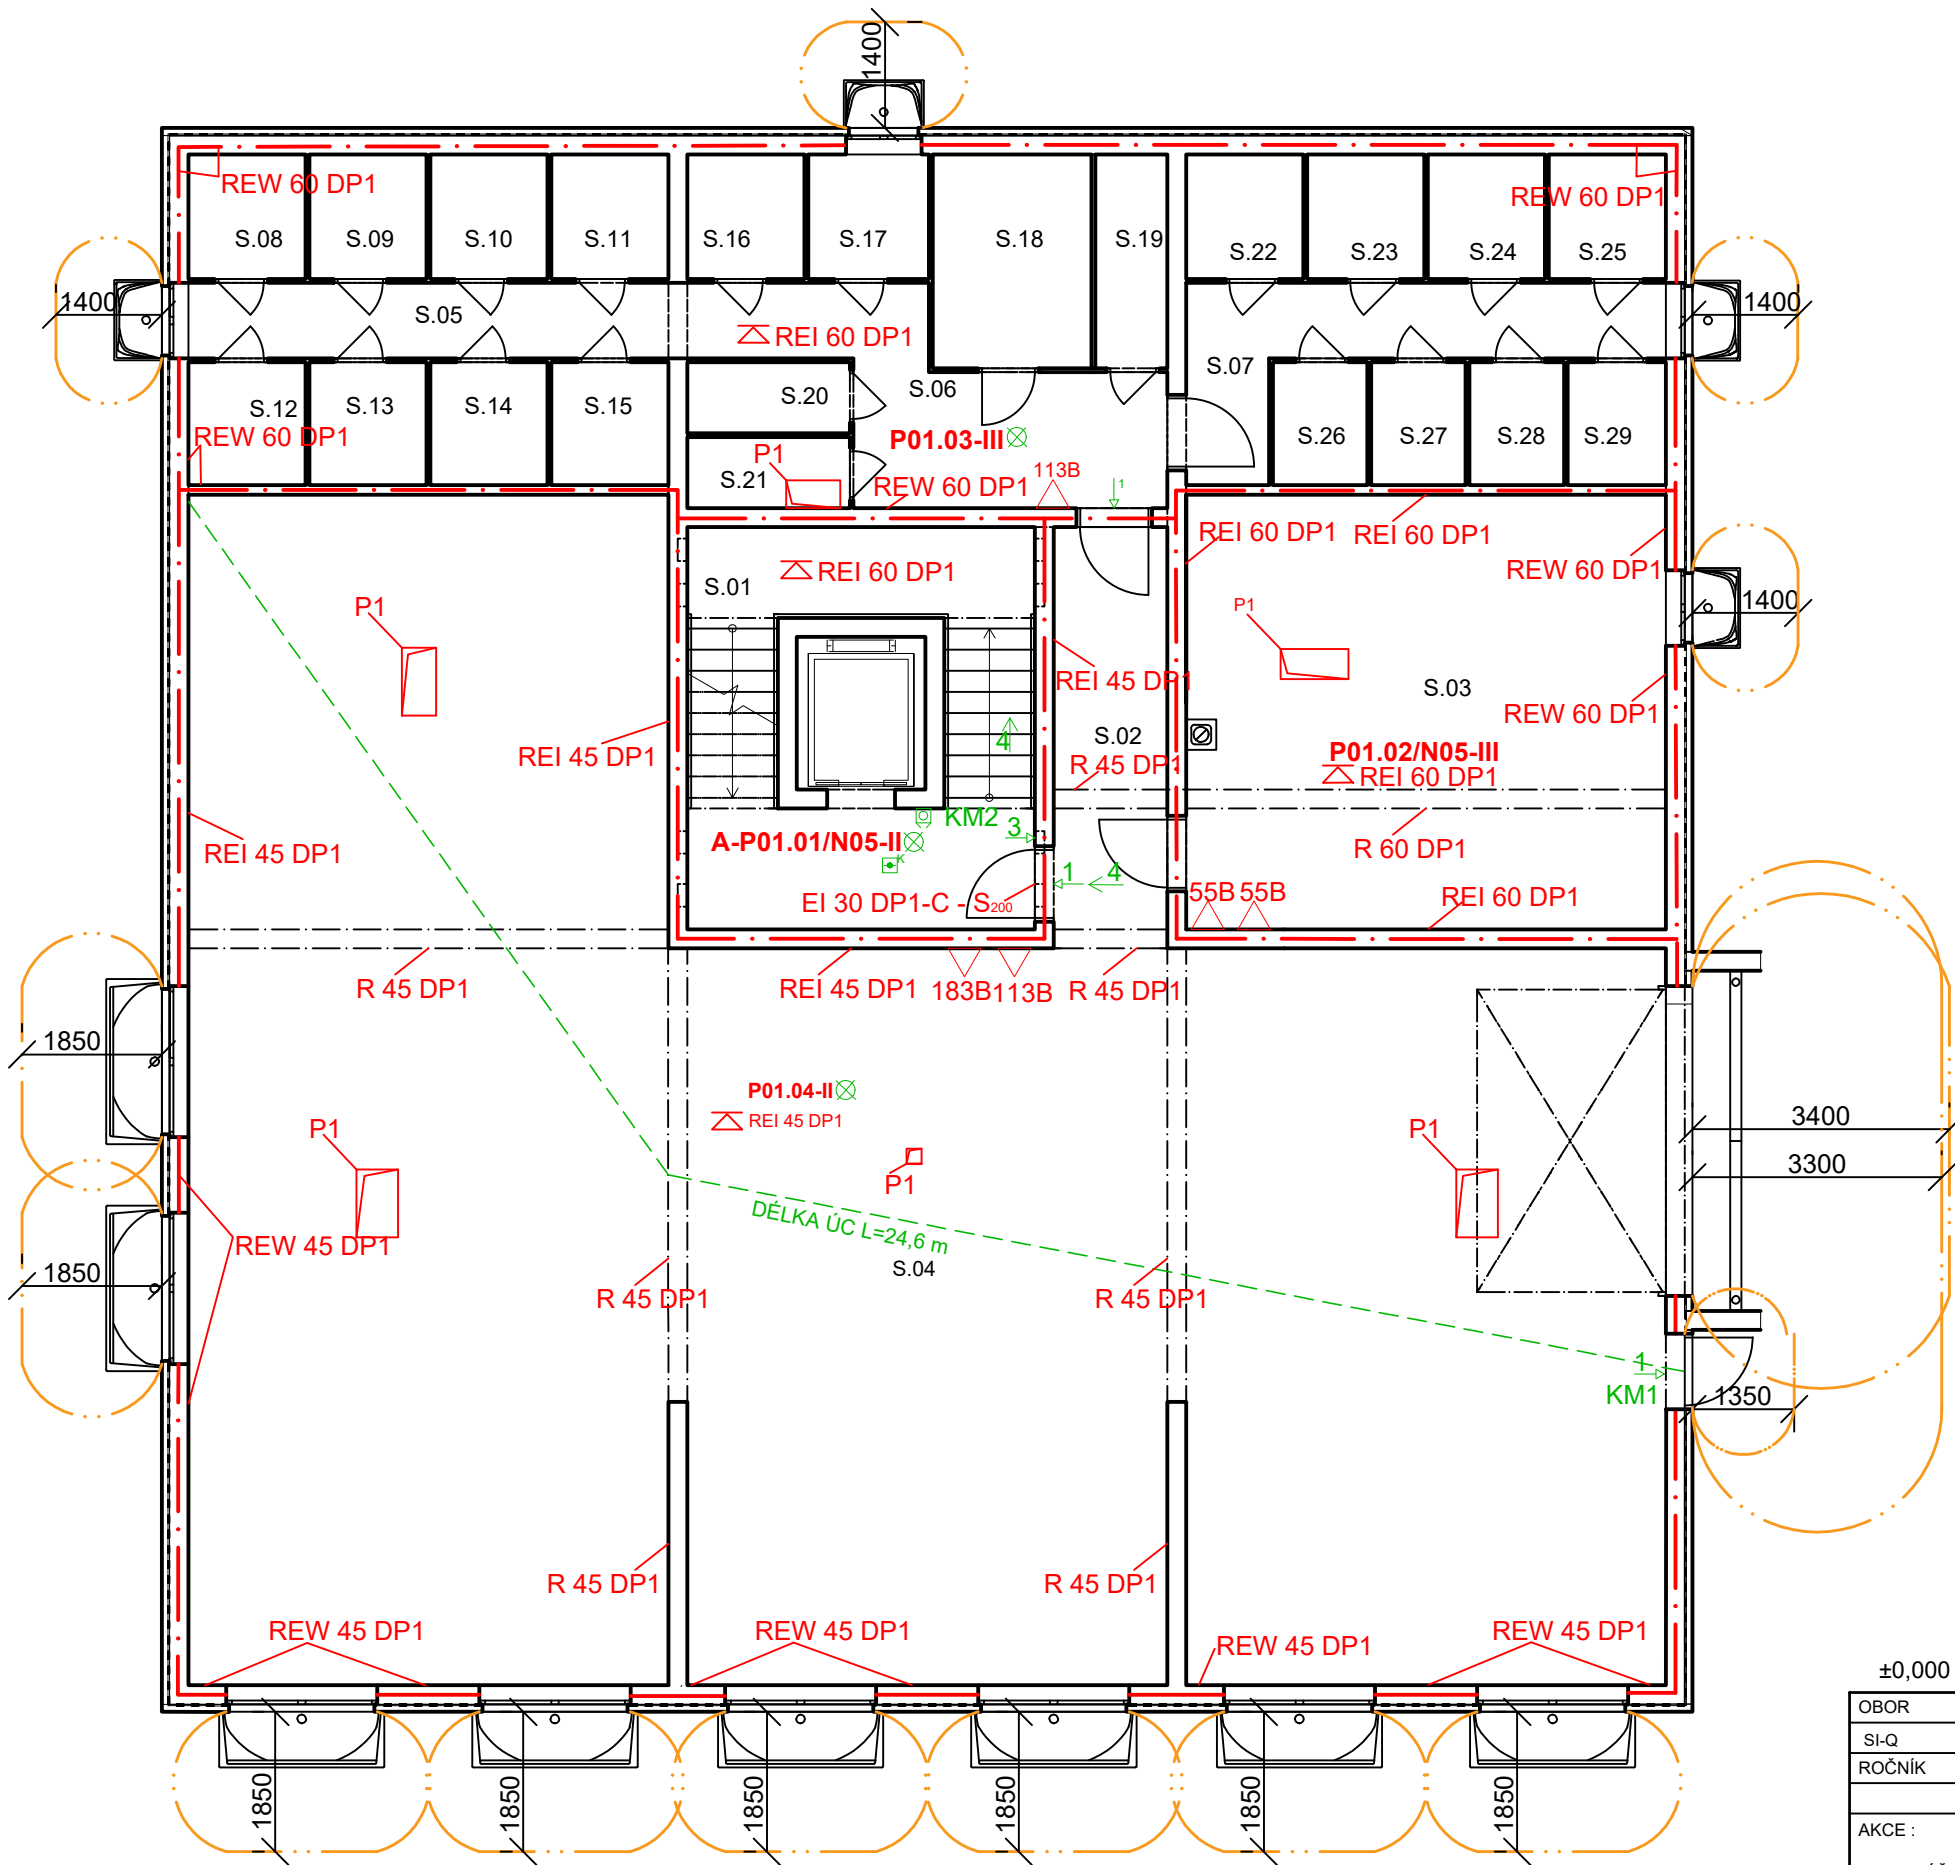 1400
REW 60 DP1
REW 60 DP1
S.08
S.09
S.10
S.11
S.16
S.17
S.18
S.19
S.22
S.23
S.24
S.25
1400
S.05
REI 60 DP1
1400
S.07
S.06
S.20
S.12
S.13
S.14
S.15
REW 60 DP1
P01.03-III
S.26
S.27
S.28
S.29
P1
S.21
113B
REW 60 DP1
1
REI 60 DP1
REI 60 DP1
REW 60 DP1
S.01
REI 60 DP1
P1
P1
1400
REI 45 DP1
S.03
REW 60 DP1
4
S.02
REI 45 DP1
R 45 DP1
P01.02/N05-III
REI 60 DP1
KM2
3
A-P01.01/N05-II
K
REI 45 DP1
R 60 DP1
1
4
EI 30 DP1-C - S200
55B
55B
REI 60 DP1
R 45 DP1
REI 45 DP1
183B
113B
R 45 DP1
1850
P01.04-II
REI 45 DP1
3400
P1
P1
P1
3300
DÉLKA ÚC L=24,6 m
REW 45 DP1
S.04
1850
R 45 DP1
R 45 DP1
1
KM1
1350
R 45 DP1
R 45 DP1
REW 45 DP1
REW 45 DP1
REW 45 DP1
REW 45 DP1
±0,000
OBOR
SI-Q
ROČNÍK
1850
1850
1850
1850
1850
1850
AKCE :